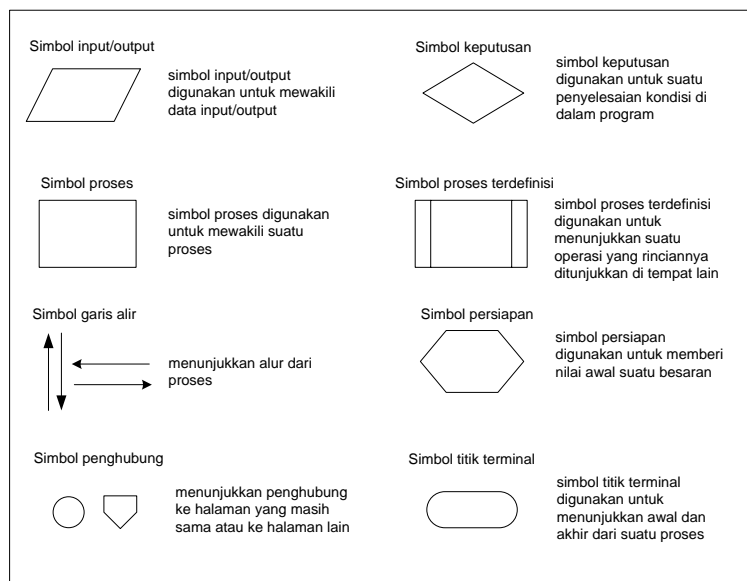 Simbol input/output
simbol input/output
digunakan untuk mewakili
data input/output
Simbol keputusan
simbol keputusan
digunakan untuk suatu
penyelesaian kondisi di
dalam program
Simbol proses
simbol proses digunakan
untuk mewakili suatu
proses
Simbol proses terdefinisi
simbol proses terdefinisi
digunakan untuk
menunjukkan suatu
operasi yang rinciannya
ditunjukkan di tempat lain
Simbol garis alir
menunjukkan alur dari
proses
Simbol persiapan
simbol persiapan
digunakan untuk memberi
nilai awal suatu besaran
Simbol penghubung
menunjukkan penghubung
ke halaman yang masih
sama atau ke halaman lain
Simbol titik terminal
simbol titik terminal
digunakan untuk
menunjukkan awal dan
akhir dari suatu proses